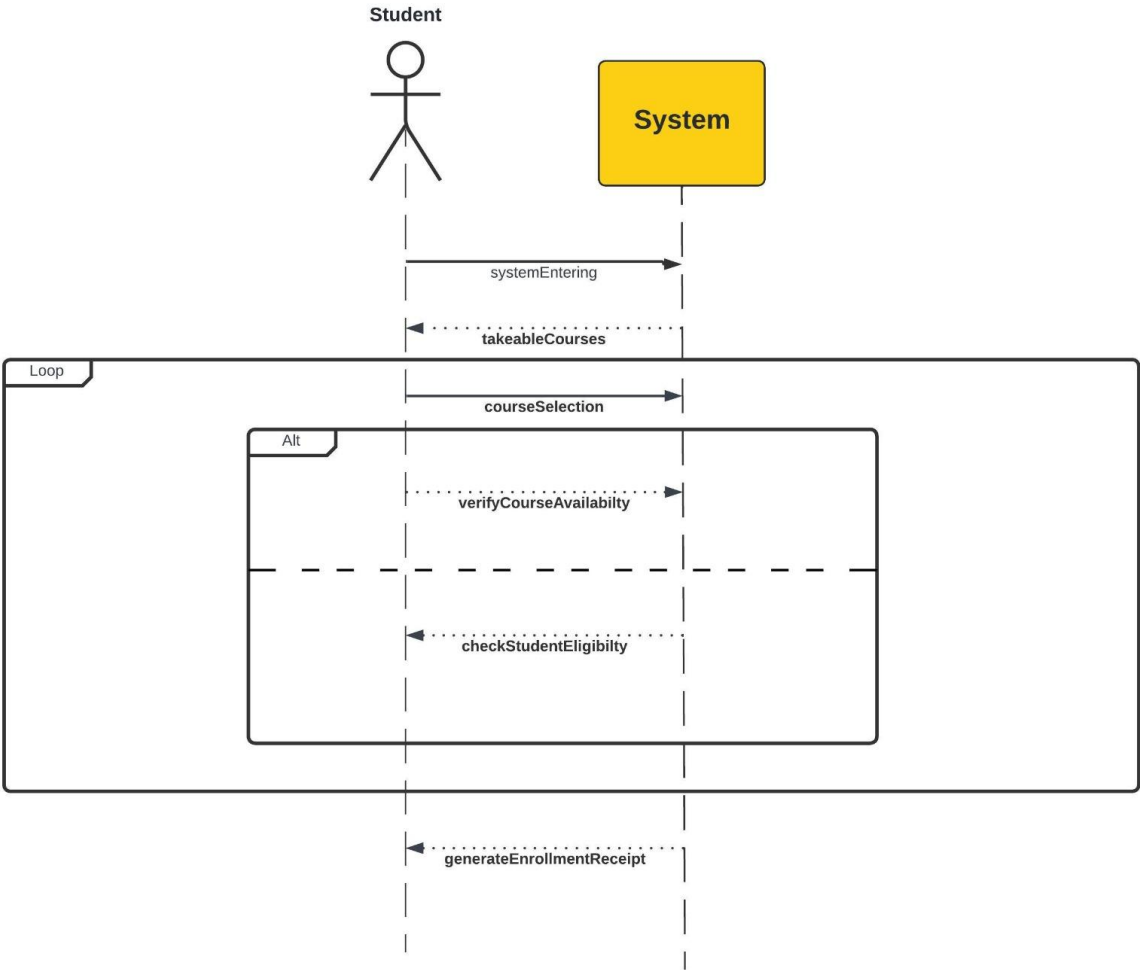 Student
System
systemEntering
takeableCourses
Loop
courseSelection
Alt
verifyCourseAvailabilty
checkStudentEligibilty
generateEnrollmentReceipt